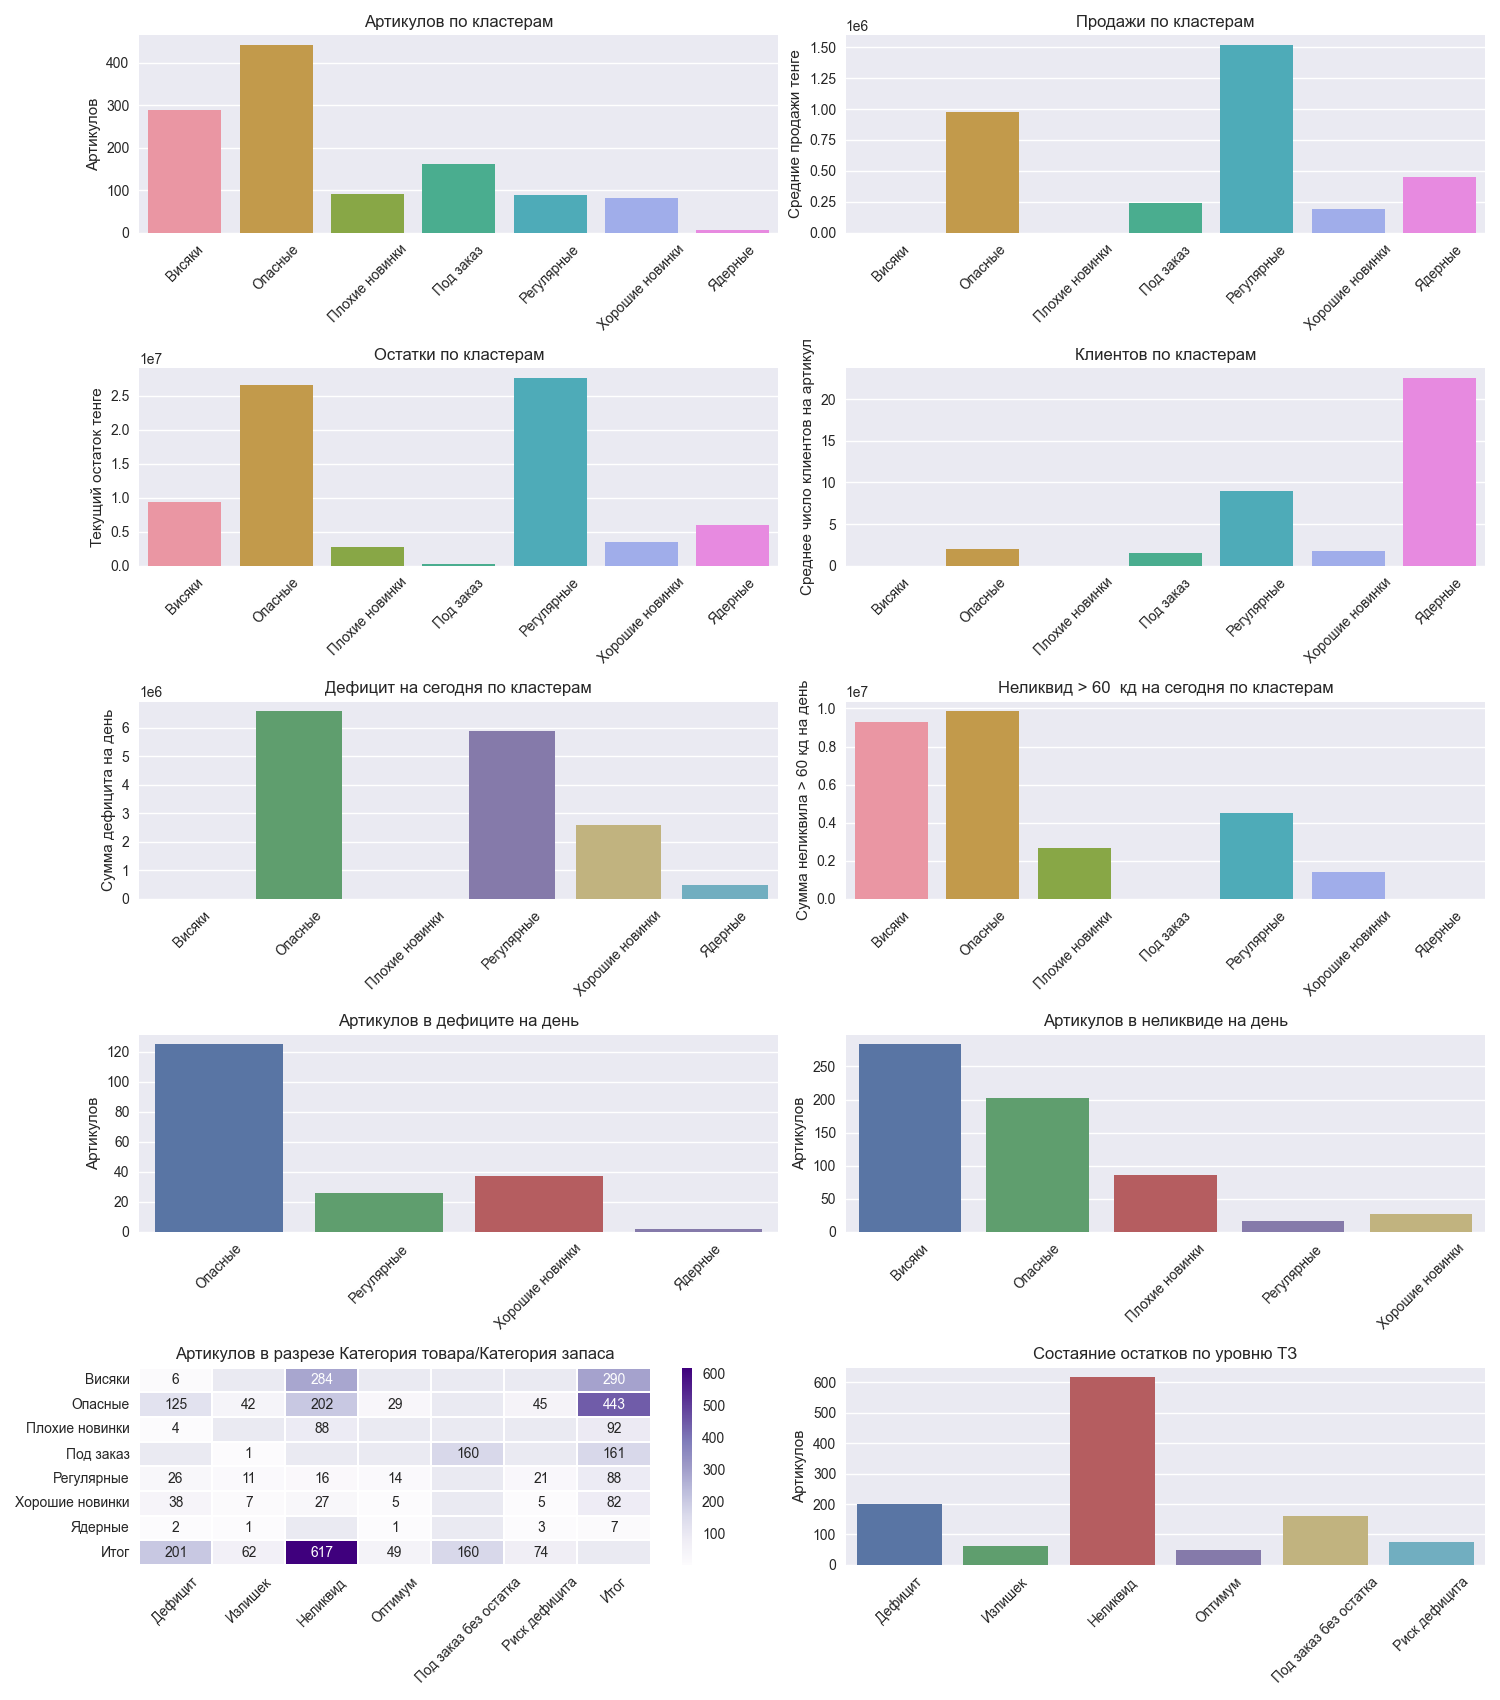 Артикулов по кластерам
Артикулов
400
300
200
100
0
Висяки
Опасные
Плохие новинки
Под заказ
Регулярные
Хорошие новинки
Ядерные
Продажи по кластерам
1e6
Средние продажи тенге
1.50
1.25
1.00
0.75
0.50
0.25
0.00
Висяки
Опасные
Плохие новинки
Под заказ
Регулярные
Хорошие новинки
Ядерные
Остатки по кластерам
1e7
Текущий остаток тенге
2.5
2.0
1.5
1.0
0.5
0.0
Висяки
Опасные
Плохие новинки
Под заказ
Регулярные
Хорошие новинки
Ядерные
Клиентов по кластерам
Среднее число клиентов на артикул
20
15
10
5
0
Висяки
Опасные
Плохие новинки
Под заказ
Регулярные
Хорошие новинки
Ядерные
Дефицит на сегодня по кластерам
1e6
Сумма дефицита на день
6
5
4
3
2
1
0
Висяки
Опасные
Плохие новинки
Регулярные
Хорошие новинки
Ядерные
Неликвид > 60  кд на сегодня по кластерам
1e7
Сумма неликвила > 60 кд на день
1.0
0.8
0.6
0.4
0.2
0.0
Висяки
Опасные
Плохие новинки
Под заказ
Регулярные
Хорошие новинки
Ядерные
Артикулов в дефиците на день
Артикулов
120
100
80
60
40
20
0
Опасные
Регулярные
Хорошие новинки
Ядерные
Артикулов в неликвиде на день
Артикулов
250
200
150
100
50
0
Висяки
Опасные
Плохие новинки
Регулярные
Хорошие новинки
Артикулов в разрезе Категория товара/Категория запаса
Висяки 6 284 290
Опасные 125 42 202 29 45 443
Плохие новинки 4 88 92
Под заказ 1 160 161
Регулярные 26 11 16 14 21 88
Хорошие новинки 38 7 27 5 5 82
Ядерные 2 1 1 3 7
Итог 201 62 617 49 160 74
Дефицит
Излишек
Неликвид
Оптимум
Под заказ без остатка
Риск дефицита
Итог
600
500
400
300
200
100
Состаяние остатков по уровню ТЗ
Артикулов
600
500
400
300
200
100
0
Дефицит
Излишек
Неликвид
Оптимум
Под заказ без остатка
Риск дефицита